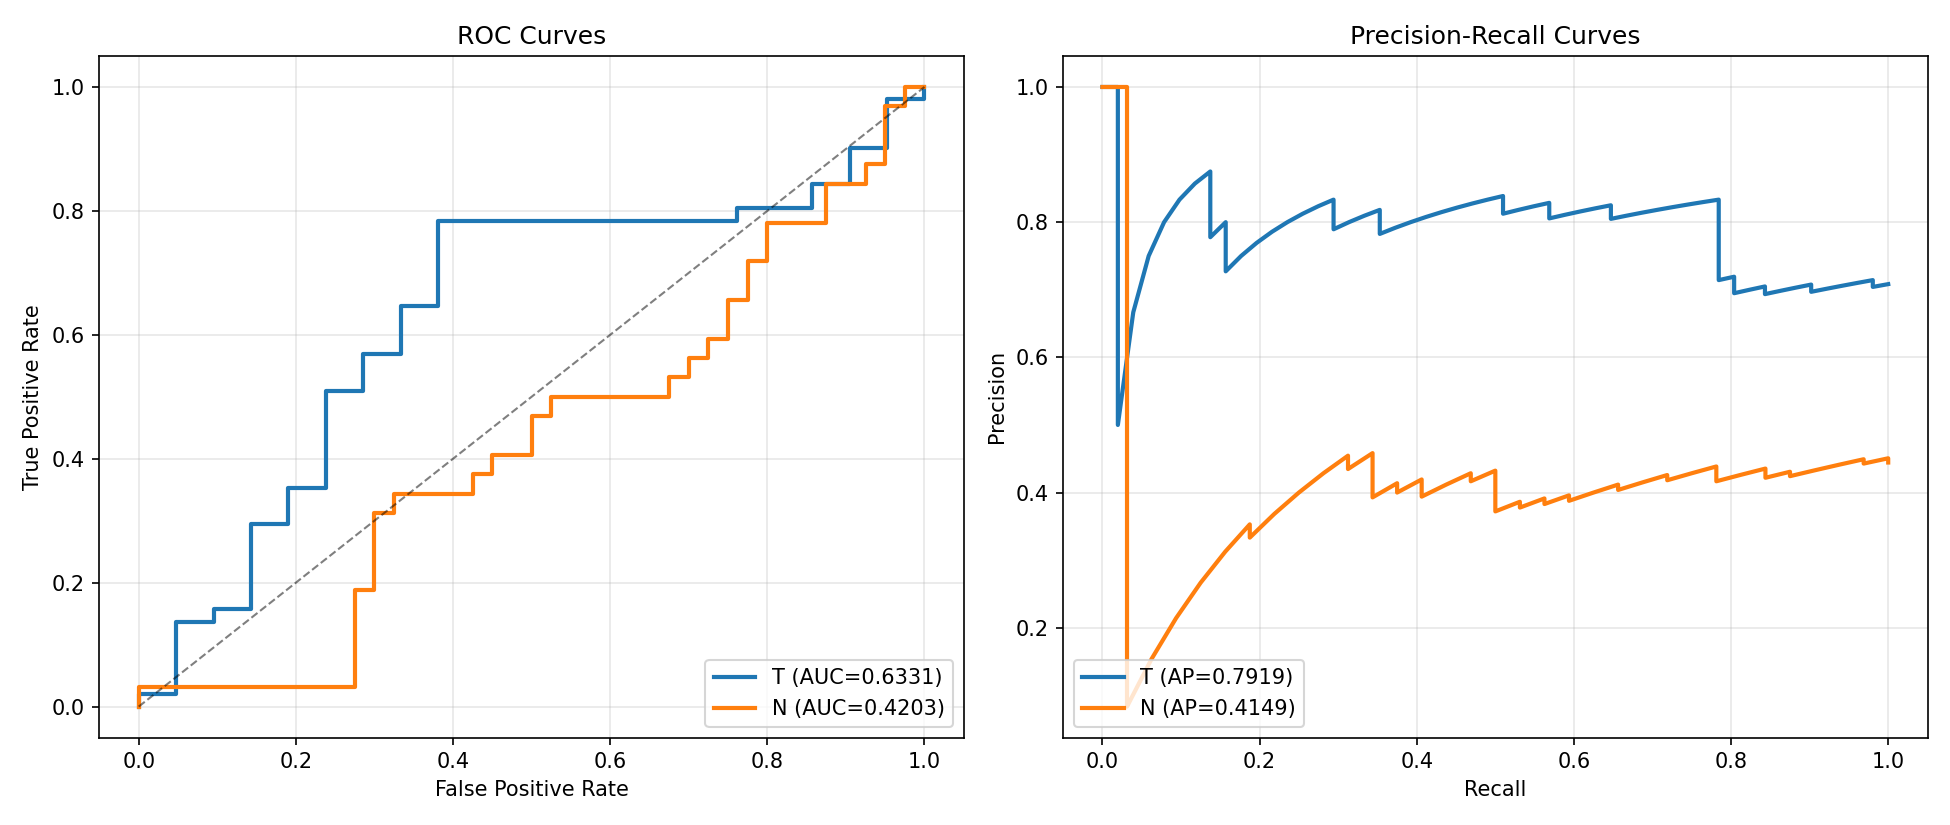 ROC Curves
True Positive Rate
1.0
0.8
0.6
0.4
0.2
0.0
T (AUC=0.6331)
N (AUC=0.4203)
0.0 0.2 0.4 0.6 0.8 1.0
False Positive Rate
Precision-Recall Curves
Precision
1.0
0.8
0.6
0.4
0.2
T (AP=0.7919)
N (AP=0.4149)
0.0 0.2 0.4 0.6 0.8 1.0
Recall